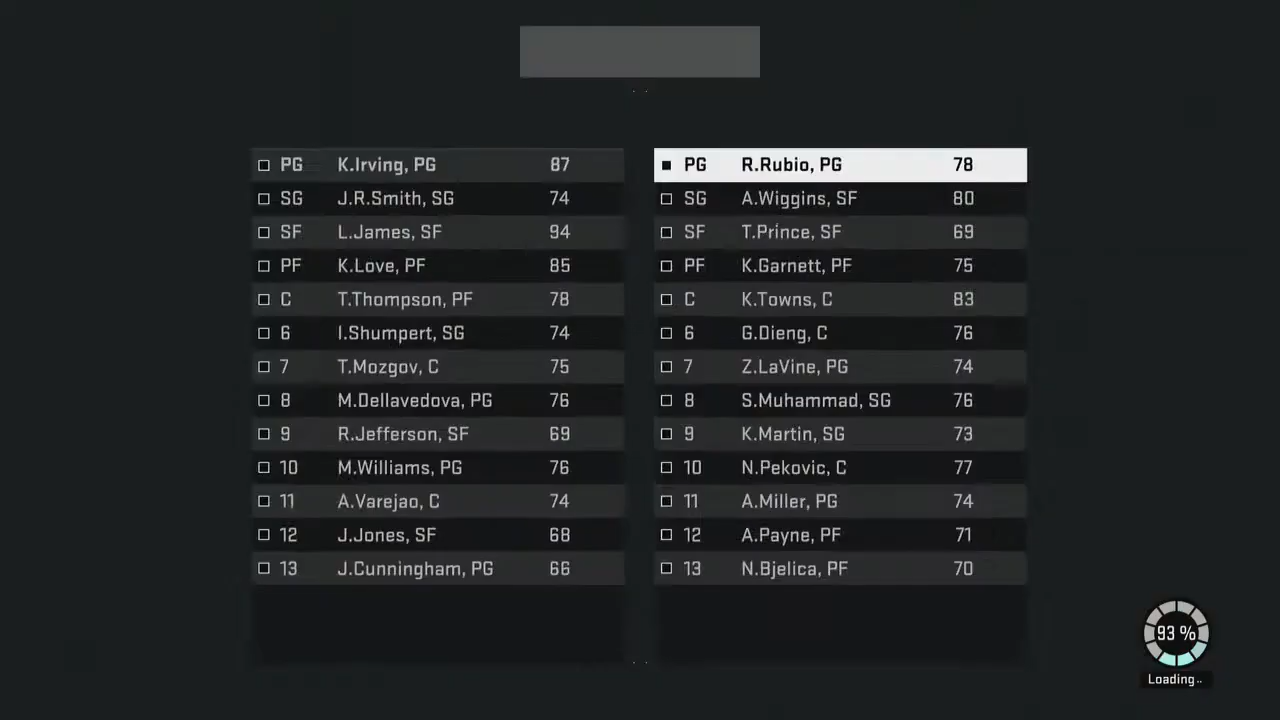 PG K.Irving, PG 87
SG J.R.Smith, SG 74
SF L.James, SF 94
PF K.Love, PF 85
C T.Thompson, PF 78
6 I.Shumpert, SG 74
7 T.Mozgov, C 75
8 M.Dellavedova, PG 76
9 R.Jefferson, SF 69
10 M.Williams, PG 76
11 A.Varejao, C 74
12 J.Jones, SF 68
13 J.Cunningham, PG 66
PG R.Rubio, PG 78
SG A.Wiggins, SF 80
SF T.Prince, SF 69
PF K.Garnett, PF 75
C K.Towns, C 83
6 G.Dieng, C 76
7 Z.LaVine, PG 74
8 S.Muhammad, SG 76
9 K.Martin, SG 73
10 N.Pekovic, C 77
11 A.Miller, PG 74
12 A.Payne, PF 71
13 N.Bjelica, PF 70
93 %
Loading..